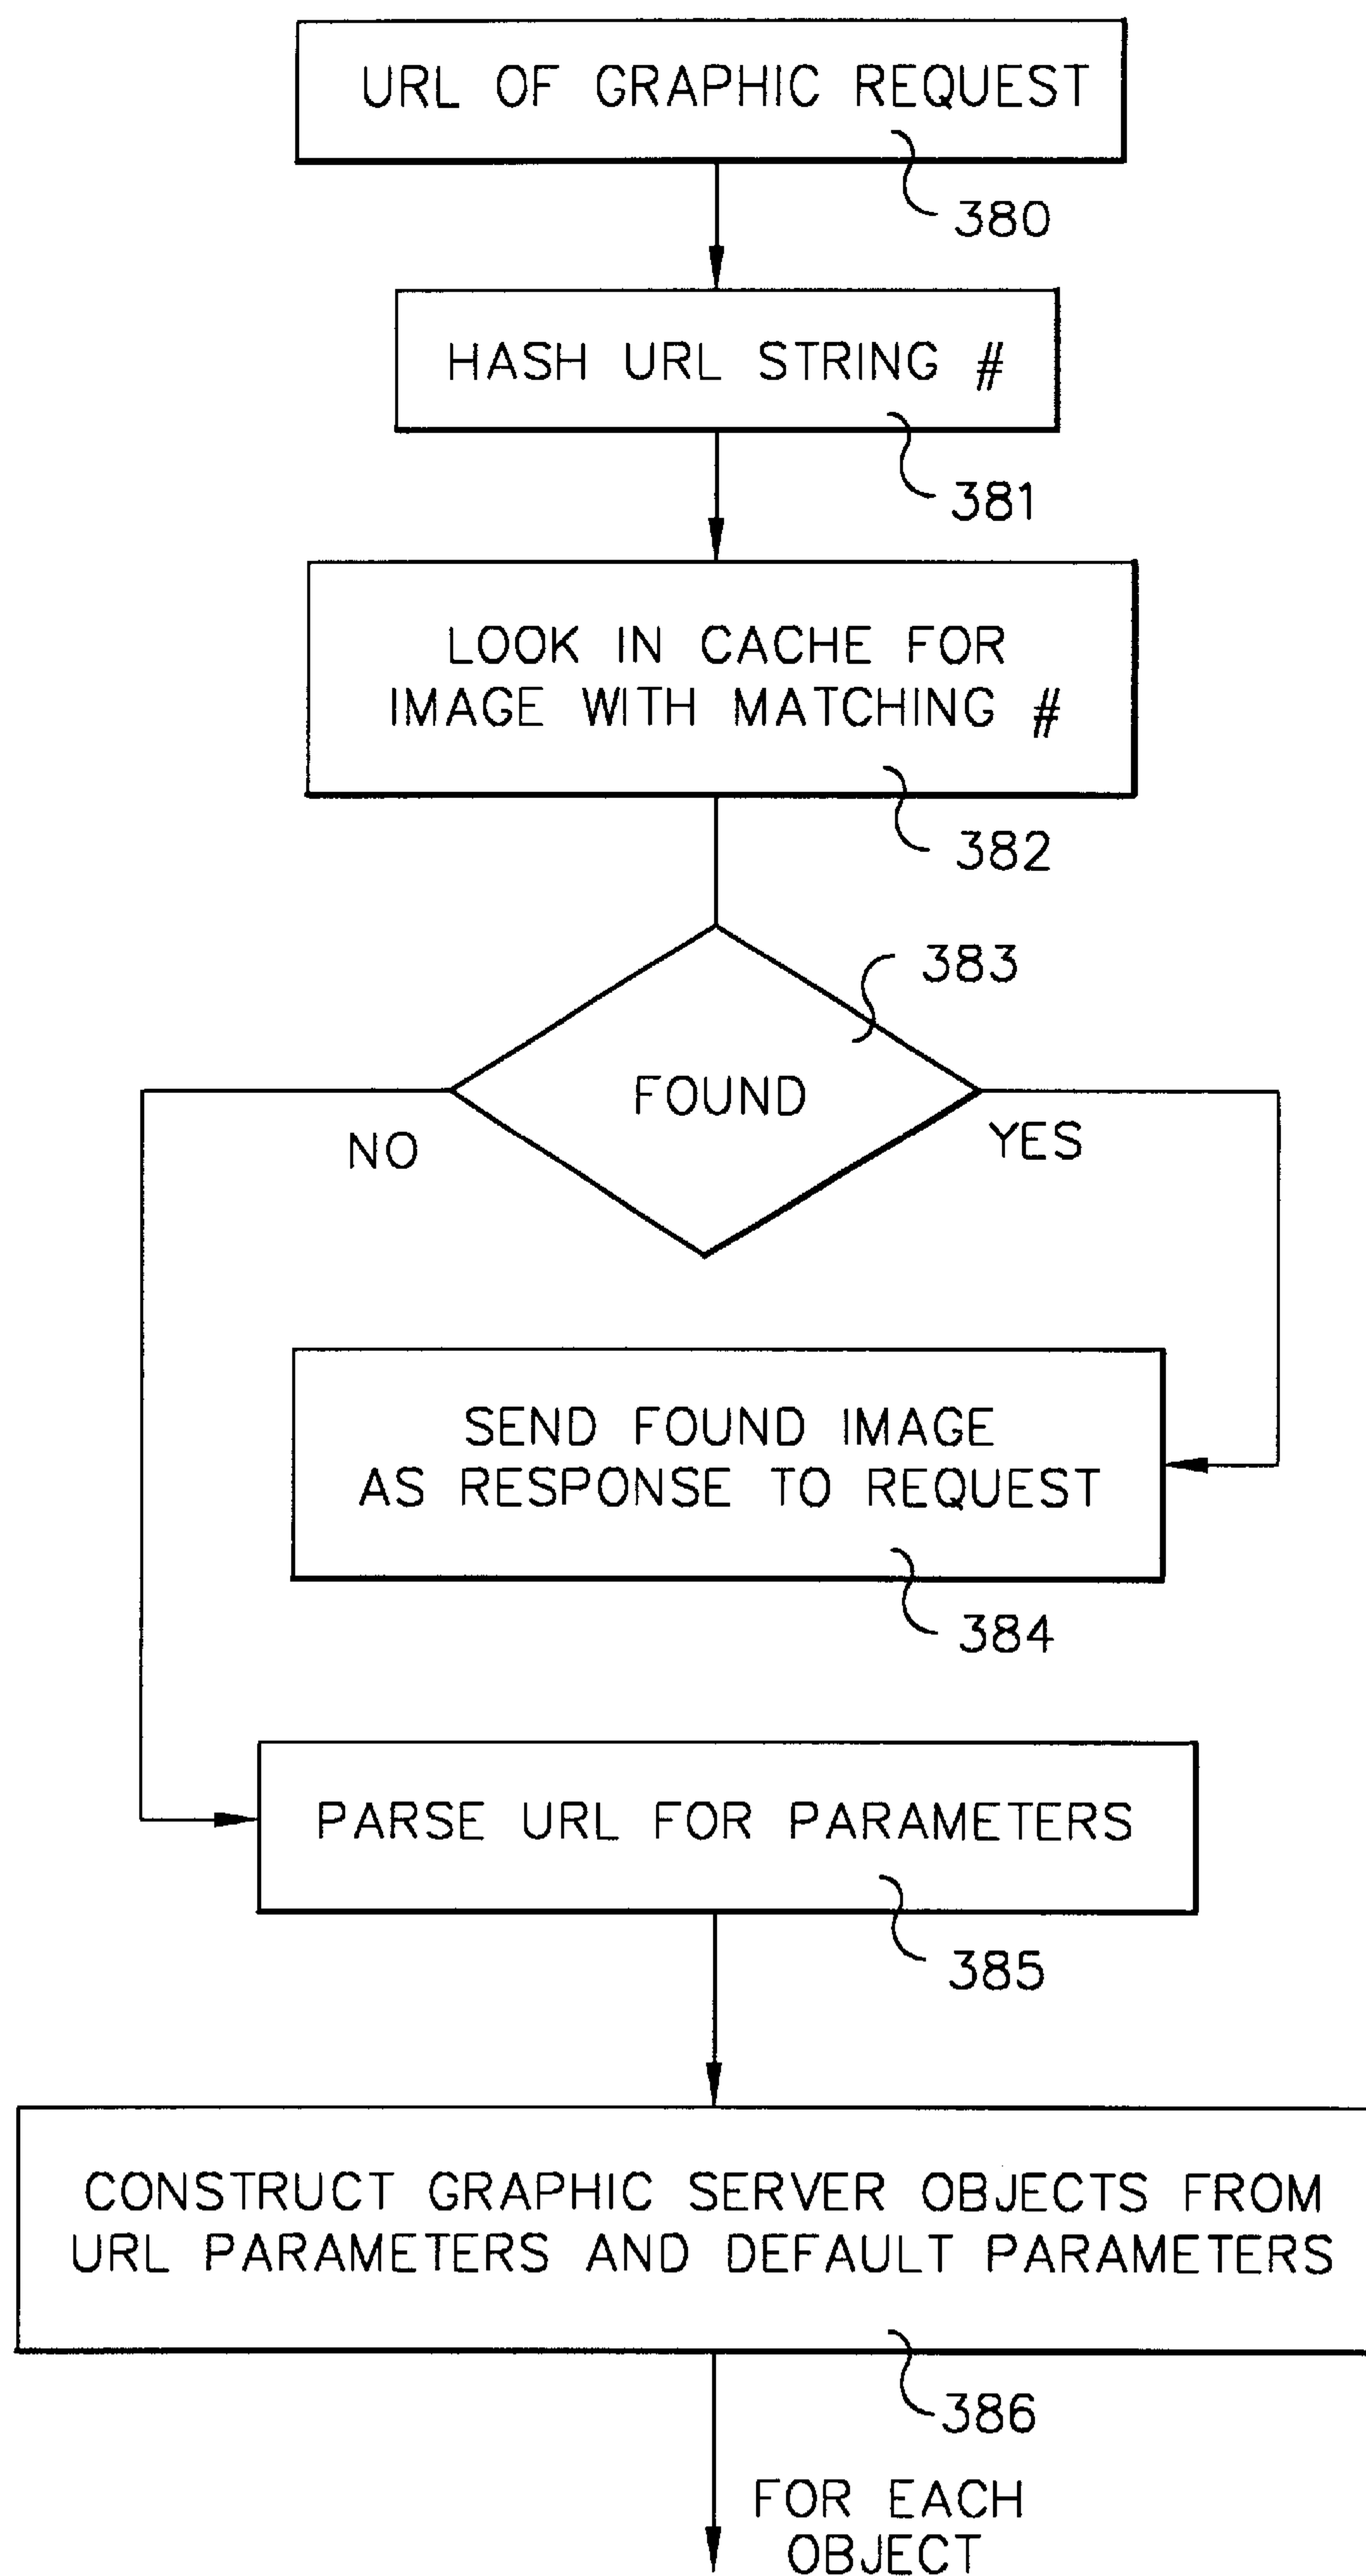 URL OF GRAPHIC REQUEST
380
HASH URL STRING #
381
LOOK IN CACHE FOR
IMAGE WITH MATCHING #
382
383
FOUND
NO
YES
SEND FOUND IMAGE
AS RESPONSE TO REQUEST
384
PARSE URL FOR PARAMETERS
385
CONSTRUCT GRAPHIC SERVER OBJECTS FROM
URL PARAMETERS AND DEFAULT PARAMETERS
386
FOR EACH
OBJECT